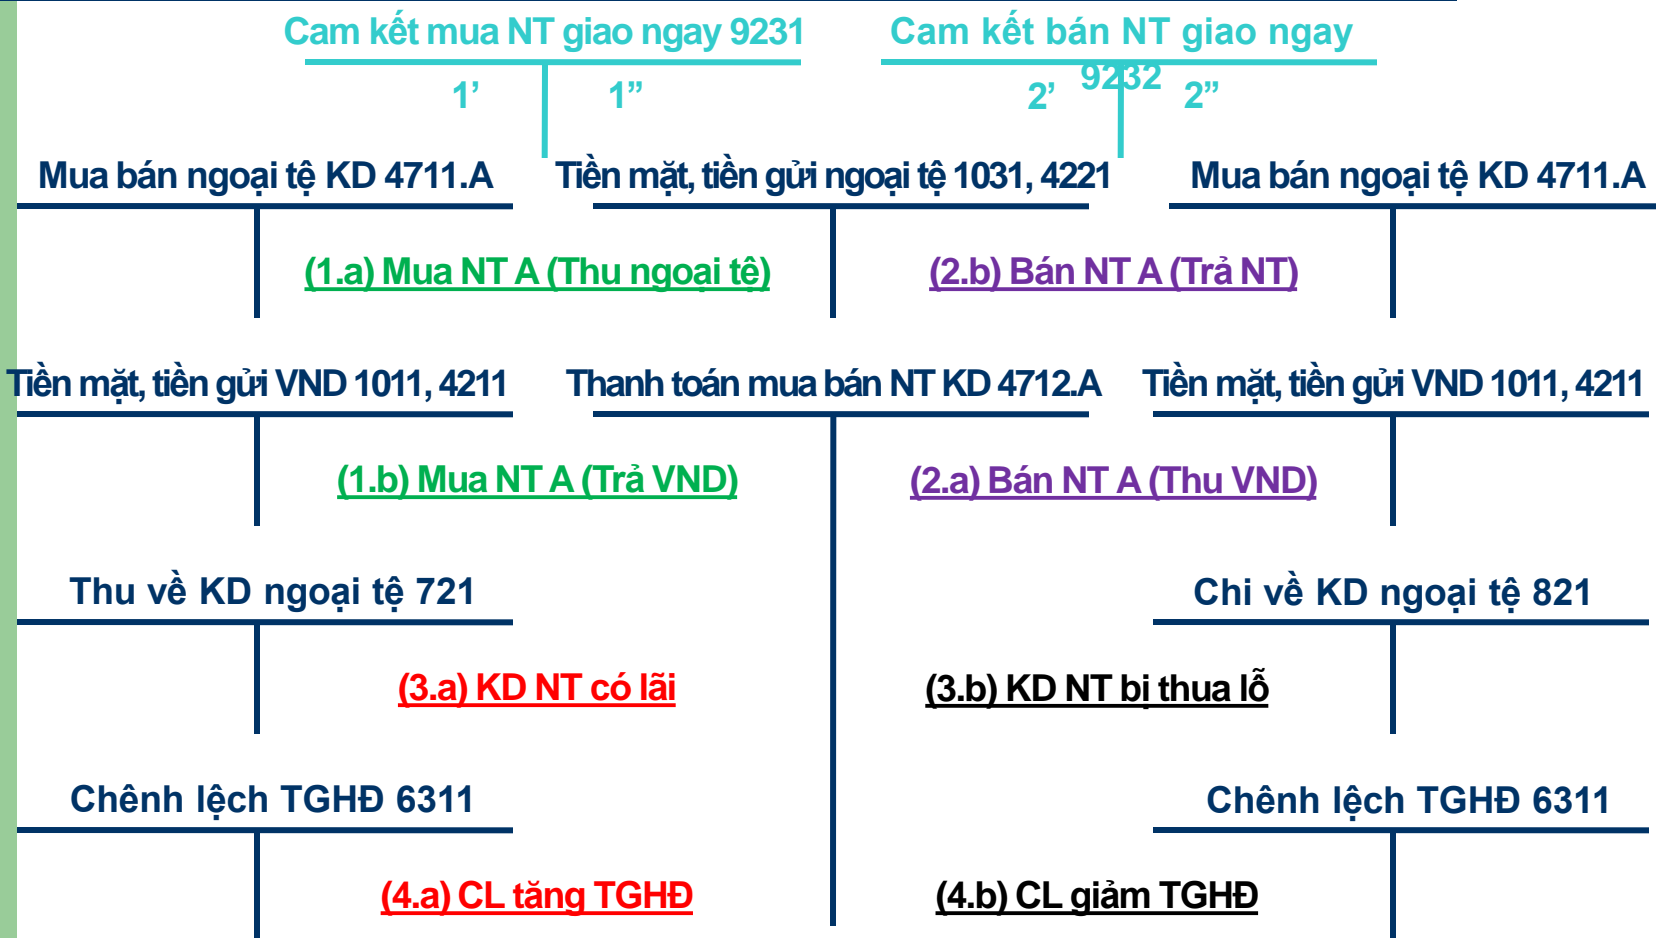 Cam kết mua NT giao ngay 9231
Cam kết bán NT giao ngay
9232
1’
1”
2’
2”
Mua bán ngoại tệ KD 4711.A
Tiền mặt, tiền gửi ngoại tệ 1031, 4221
Mua bán ngoại tệ KD 4711.A
(1.a) Mua NT A (Thu ngoại tệ)
(2.b) Bán NT A (Trả NT)
Tiền mặt, tiền gửi VND 1011, 4211
Thanh toán mua bán NT KD 4712.A
Tiền mặt, tiền gửi VND 1011, 4211
(1.b) Mua NT A (Trả VND)
(2.a) Bán NT A (Thu VND)
Thu về KD ngoại tệ 721
Chi về KD ngoại tệ 821
(3.a) KD NT có lãi
(3.b) KD NT bị thua lỗ
Chênh lệch TGHĐ 6311
Chênh lệch TGHĐ 6311
(4.a) CL tăng TGHĐ
(4.b) CL giảm TGHĐ